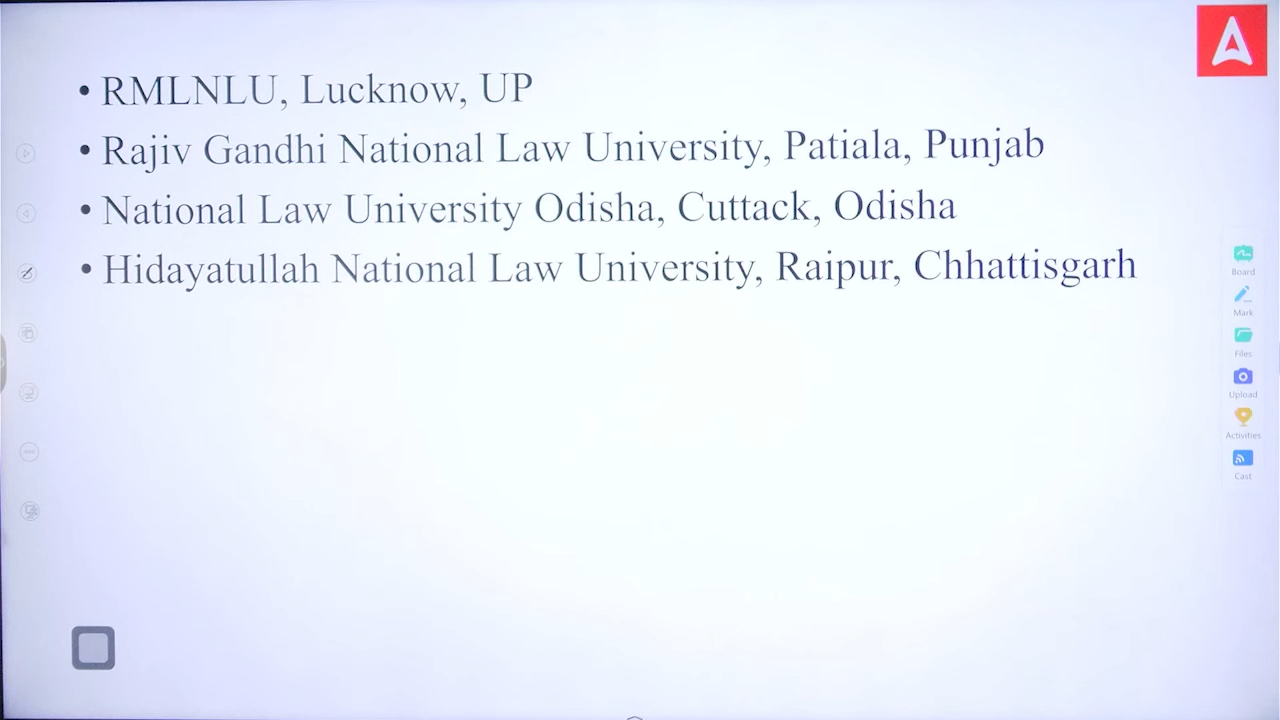 • RMLNLU, Lucknow, UP
• Rajiv Gandhi National Law University, Patiala, Punjab
• National Law University Odisha, Cuttack, Odisha
• Hidayatullah National Law University, Raipur, Chhattisgarh
Board
Mark
Files
Upload
Activities
Cast